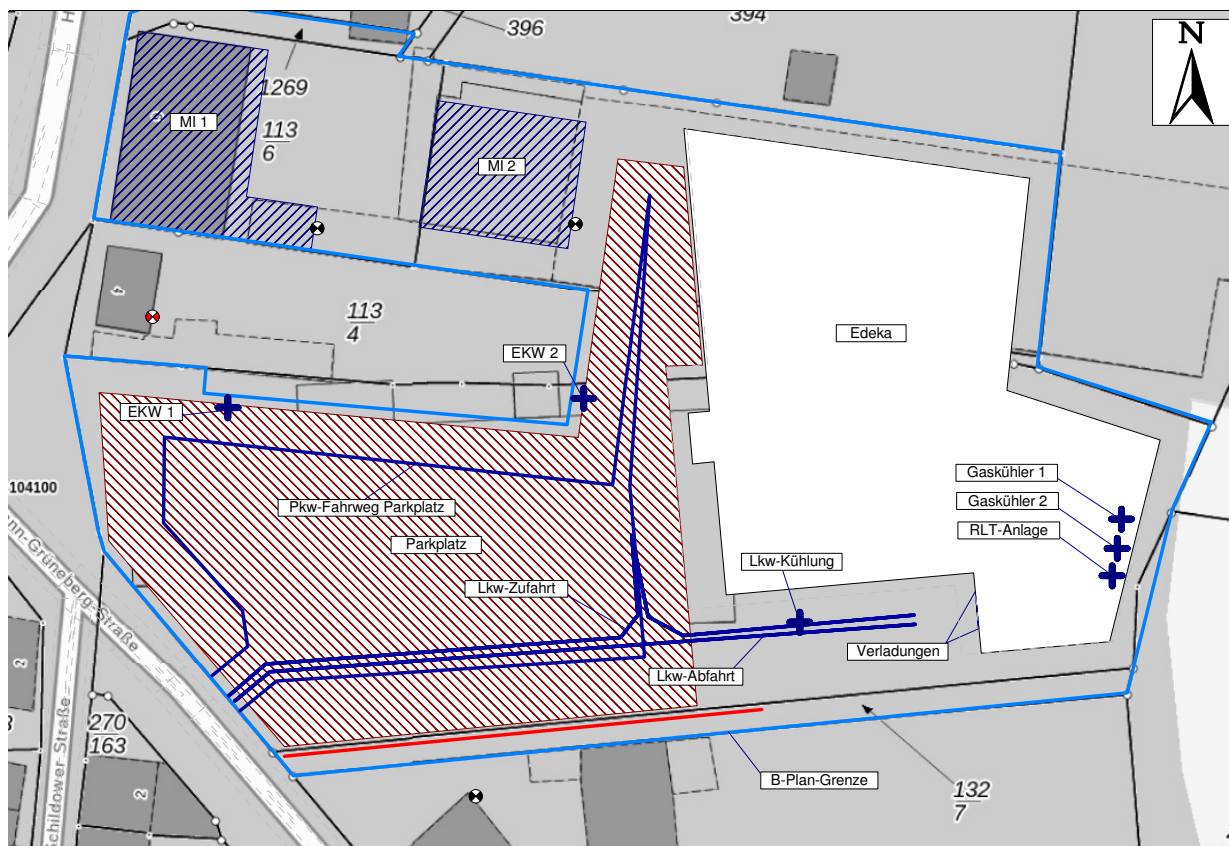 396
394
N
1269
MI 1
113
6
MI 2
4
113
4
Edeka
EKW 2
EKW 1
Gaskühler 1
104100
Pkw-Fahrweg Parkplatz
Gaskühler 2
RLT-Anlage
Parkplatz
Lkw-Kühlung
Lkw-Zufahrt
nn-Grüneberg-Straße
Verladungen
Lkw-Abfahrt
2
270
163
3
Schildower-Straße
B-Plan-Grenze
132
7
2